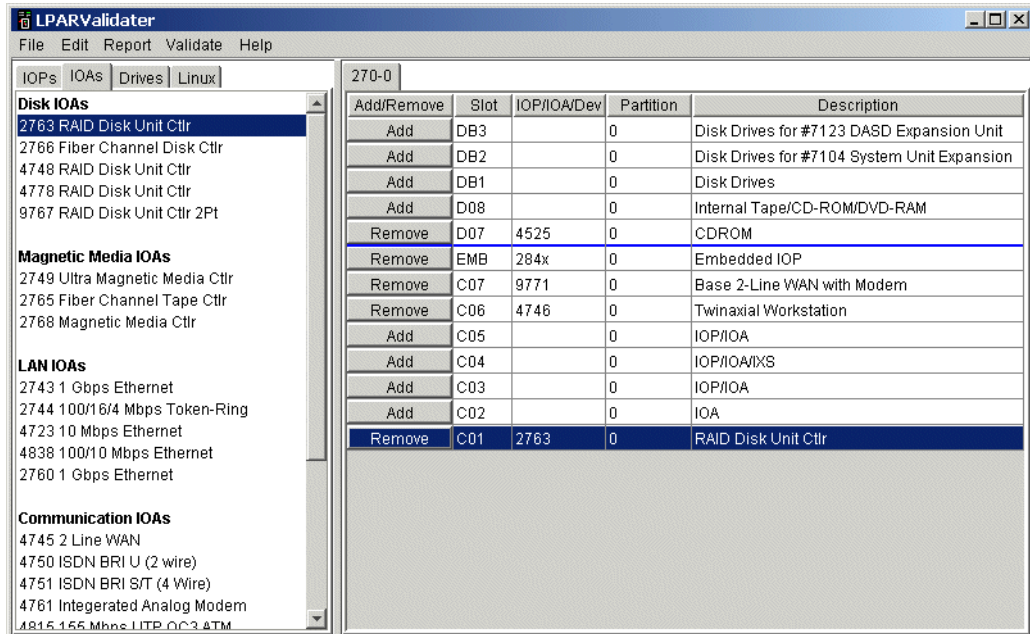 LPARValidater
File Edit Report Validate Help
IOPs IOAs Drives Linux
Disk IOAs
2763 RAID Disk Unit Ctlr
2766 Fiber Channel Disk Ctlr
4748 RAID Disk Unit Ctlr
4778 RAID Disk Unit Ctlr
9767 RAID Disk Unit Ctlr 2Pt
Magnetic Media IOAs
2749 Ultra Magnetic Media Ctlr
2765 Fiber Channel Tape Ctlr
2768 Magnetic Media Ctlr
LAN IOAs
2743 1 Gbps Ethernet
2744 100/16/4 Mbps Token-Ring
4723 10 Mbps Ethernet
4838 100/10 Mbps Ethernet
2760 1 Gbps Ethernet
Communication IOAs
4745 2 Line WAN
4750 ISDN BRI U (2 wire)
4751 ISDN BRI S/T (4 Wire)
4761 Integerated Analog Modem
4815 155 Mbps UTP OC3 ATM
270-0
Add/Remove Slot IOP/IOA/Dev Partition Description
Add DB3 0 Disk Drives for #7123 DASD Expansion Unit
Add DB2 0 Disk Drives for #7104 System Unit Expansion
Add DB1 0 Disk Drives
Add D08 0 Internal Tape/CD-ROM/DVD-RAM
Remove D07 4525 0 CDROM
Remove EMB 284x 0 Embedded IOP
Remove C07 9771 0 Base 2-Line WAN with Modem
Remove C06 4746 0 Twinaxial Workstation
Add C05 0 IOP/IOA
Add C04 0 IOP/IOA/IXS
Add C03 0 IOP/IOA
Add C02 0 IOA
Remove C01 2763 0 RAID Disk Unit Ctlr